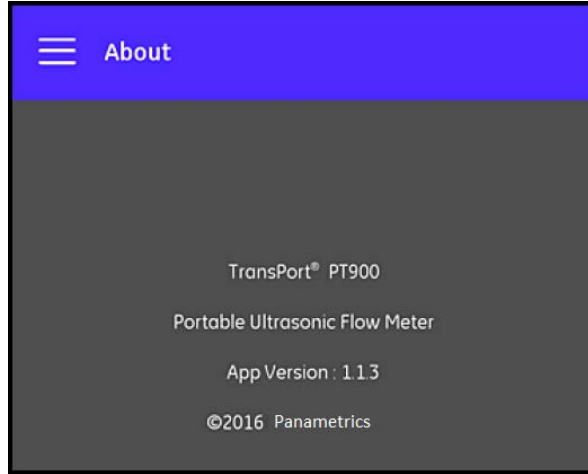 About
TransPort® PT900
Portable Ultrasonic Flow Meter
App Version : 1.1.3
©2016 Panametrics